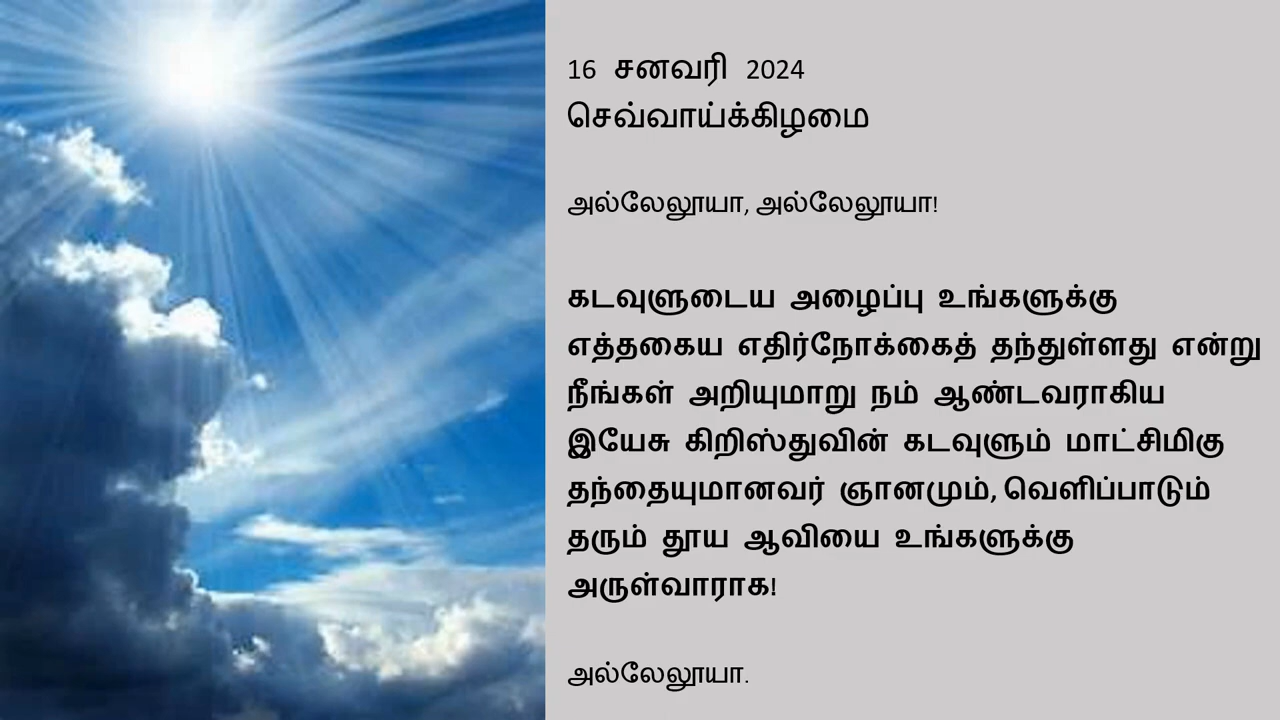 16 சனவரி 2024
செவ்வாய்க்கிழமை
அல்லேலூயா, அல்லேலூயா!
கடவுளுடைய அழைப்பு உங்களுக்கு
எத்தகைய எதிர்நோக்கைத் தந்துள்ளது என்று
நீங்கள் அறியுமாறு நம் ஆண்டவராகிய
இயேசு கிறிஸ்துவின் கடவுளும் மாட்சிமிகு
தந்தையுமானவர் ஞானமும், வெளிப்பாடும்
தரும் தூய ஆவியை உங்களுக்கு
அருள்வாராக!
அல்லேலூயா.